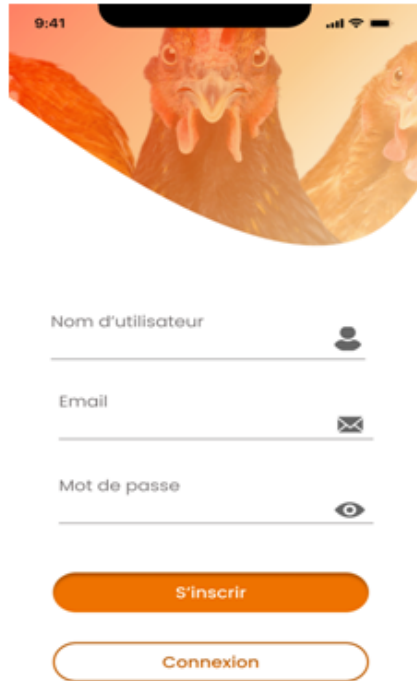 9:41
Nom d'utilisateur
Email
Mot de passe
S'inscrir
Connexion